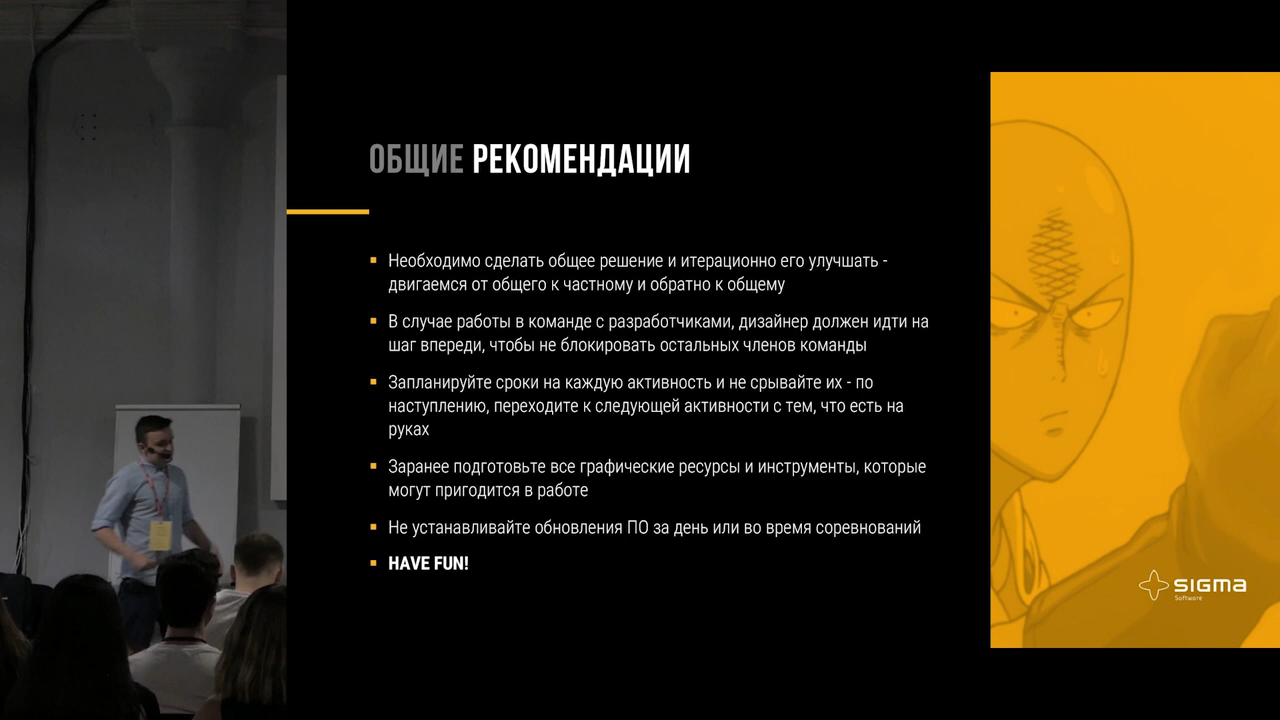 ОБЩИЕ РЕКОМЕНДАЦИИ
Необходимо сделать общее решение и итерационно его улучшать -
двигаемся от общего к частному и обратно к общему
В случае работы в команде с разработчиками, дизайнер должен идти на
шаг впереди, чтобы не блокировать остальных членов команды
Запланируйте сроки на каждую активность и не срывайте их - по
наступлению, переходите к следующей активности с тем, что есть на
руках
Заранее подготовьте все графические ресурсы и инструменты, которые
могут пригодится в работе
Не устанавливайте обновления ПО за день или во время соревнований
HAVE FUN!
sigma
Software